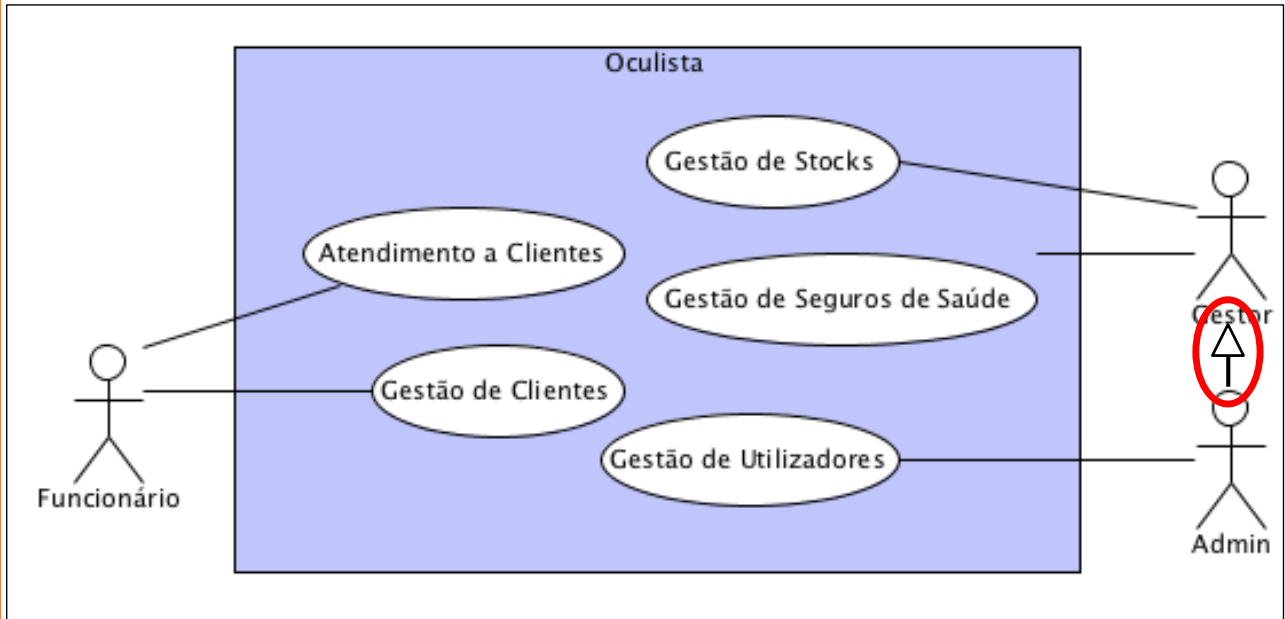 Oculista
Gestão de Stocks
Atendimento a Clientes
Gestão de Seguros de Saúde
Gestor
Gestão de Clientes
Gestão de Utilizadores
Funcionário
Admin